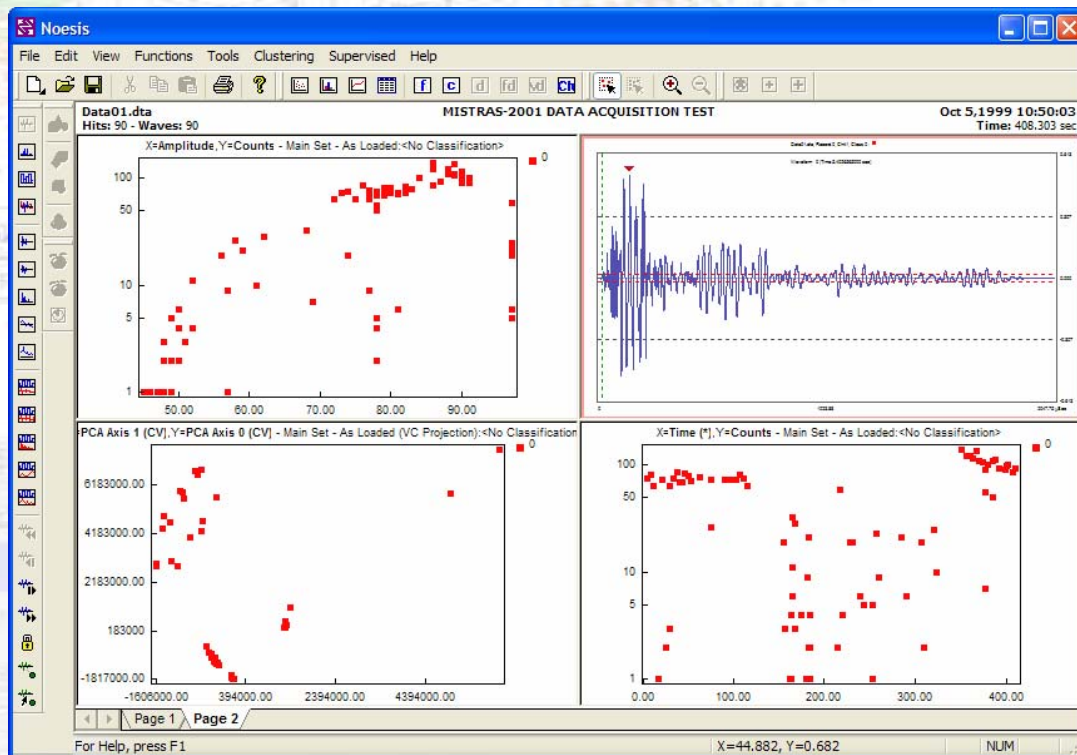 Noesis
File Edit View Functions Tools Clustering Supervised Help
f c d fd vd Ch
Data01.dta MISTRAS-2001 DATA ACQUISITION TEST Oct 5,1999 10:50:03
Hits: 90 - Waves: 90 Time: 408.303 sec
X=Amplitude,Y=Counts - Main Set - As Loaded:<No Classification>
0
100
50
10
5
1
50.00 60.00 70.00 80.00 90.00
=PCA Axis 1 (CV),Y=PCA Axis 0 (CV) - Main Set - As Loaded (VC Projection):<No Classification
0
6183000.00
4183000.00
2183000.00
183000.00
-1817000.00
-1606000.00 394000.00 2394000.00 4394000.00
X=Time (*),Y=Counts - Main Set - As Loaded:<No Classification>
0
100
50
10
5
1
0.00 100.00 200.00 300.00 400.00
Page 1 Page 2
For Help, press F1 X=44.882, Y=0.682 NUM